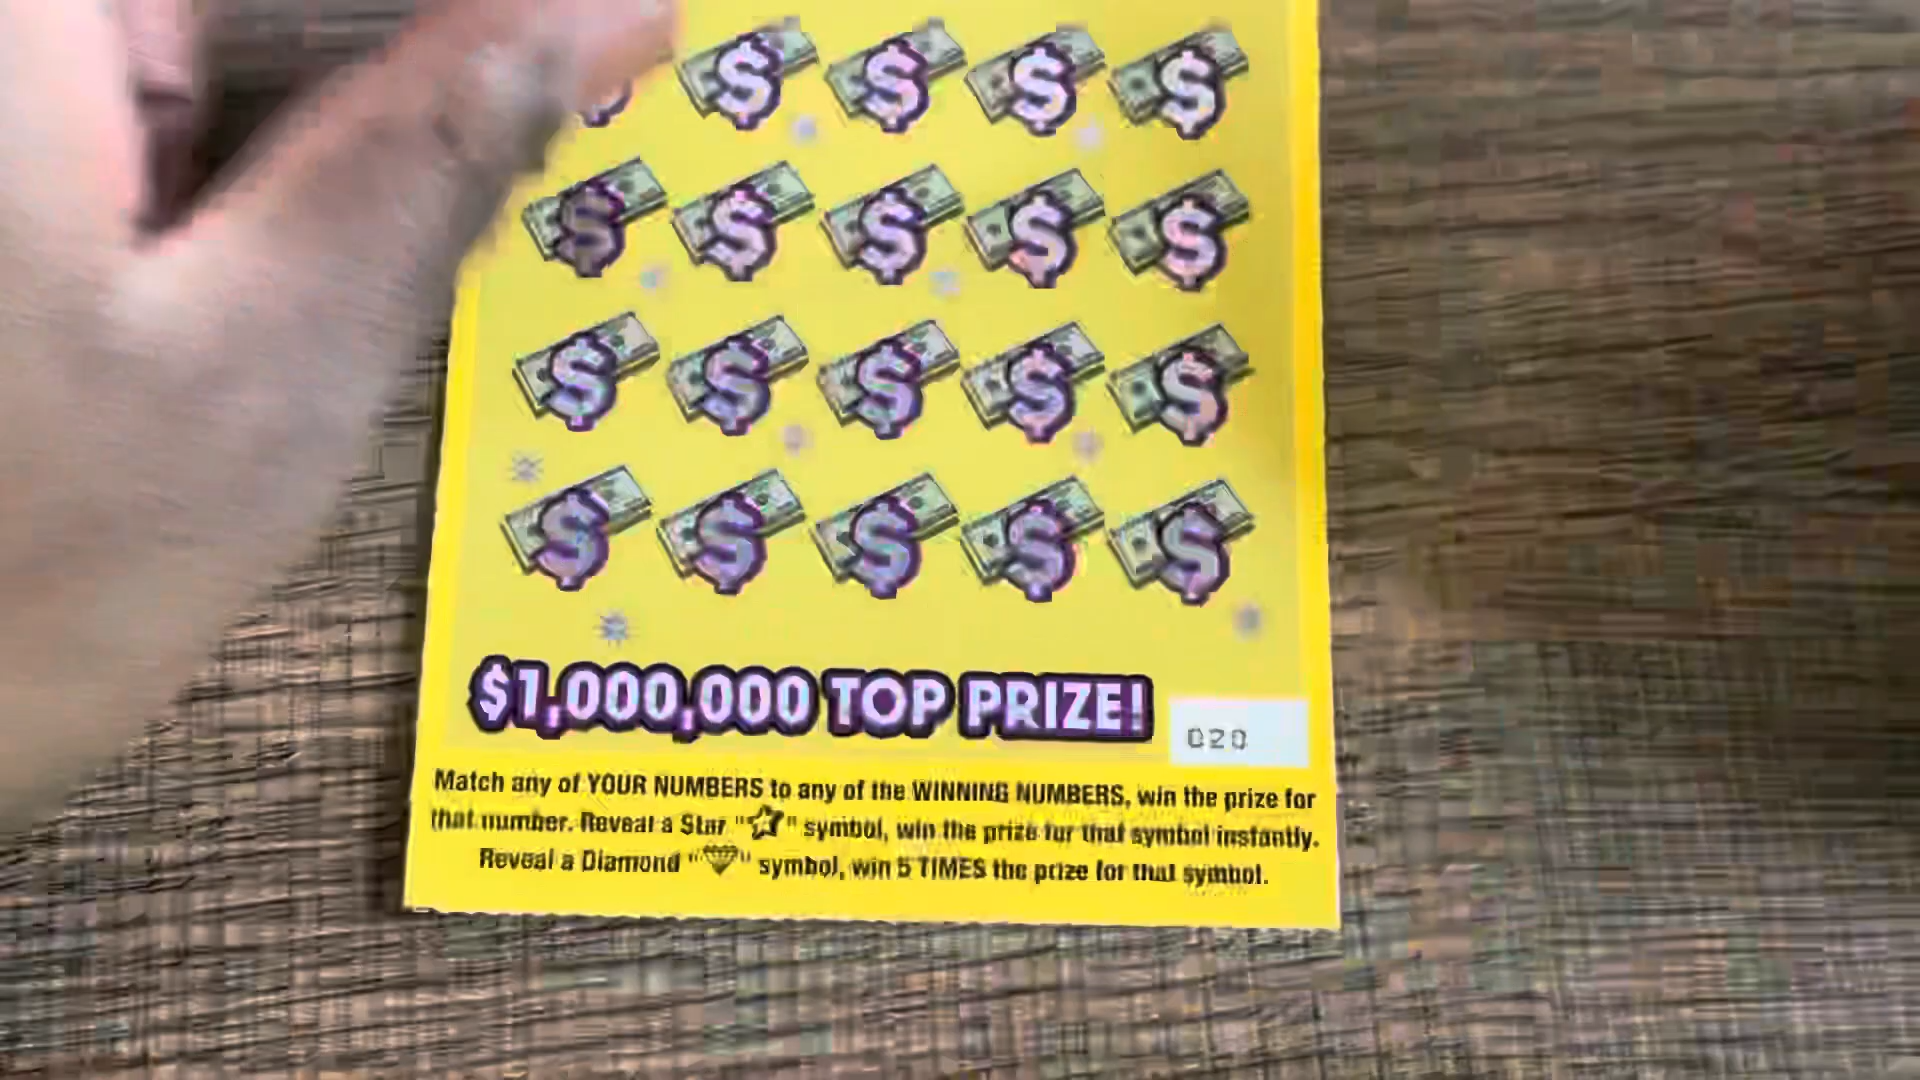 $1,000,000 TOP PRIZE!
020
Match any of YOUR NUMBERS to any of the WINNING NUMBERS, win the prize for
that number. Reveal a Star "☆" symbol, win the prize for that symbol instantly.
Reveal a Diamond "💎" symbol, win 5 TIMES the prize for that symbol.